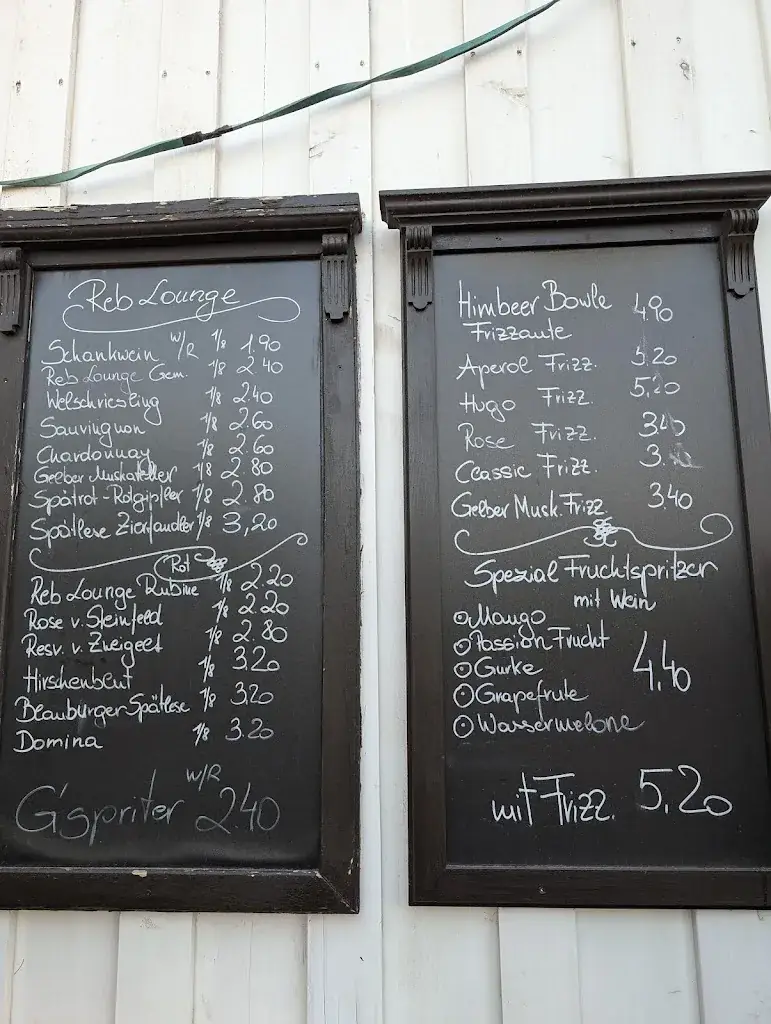 Reb Lounge
Schankwein W/R 1/8 1.90
Reb Lounge Gem. 1/8 2.40
Welschriesling 1/8 2.40
Sauvingnon 1/8 2.60
Chardonnay 1/8 2.60
Gelber Muskateller 1/8 2.80
Spätrot-Rotgipfler 1/8 2.80
Spätlese Zierfandler 1/8 3,20
Rot
Reb Lounge Rubine 1/8 2.20
Rose v. Steinfeld 1/8 2.20
Resv. v. Zweigelt 1/8 2.80
Hirschenblut 1/8 3.20
Blauburger Spätlese 1/8 3.20
Domina 1/8 3.20
W/R
G'spriter 2.40
Himbeer Bowle 4.90
Frizzante
Aperol Frizz. 5.20
Hugo Frizz. 5,20
Rose Frizz. 3.40
Classic Frizz. 3.
Gelber Musk. Frizz. 3.40
Spezial Fruchtspritzer
mit Wein
Mango
Passion Frucht
Gurke 4,40
Grapefrute
Wassermelone
mit Frizz. 5,20